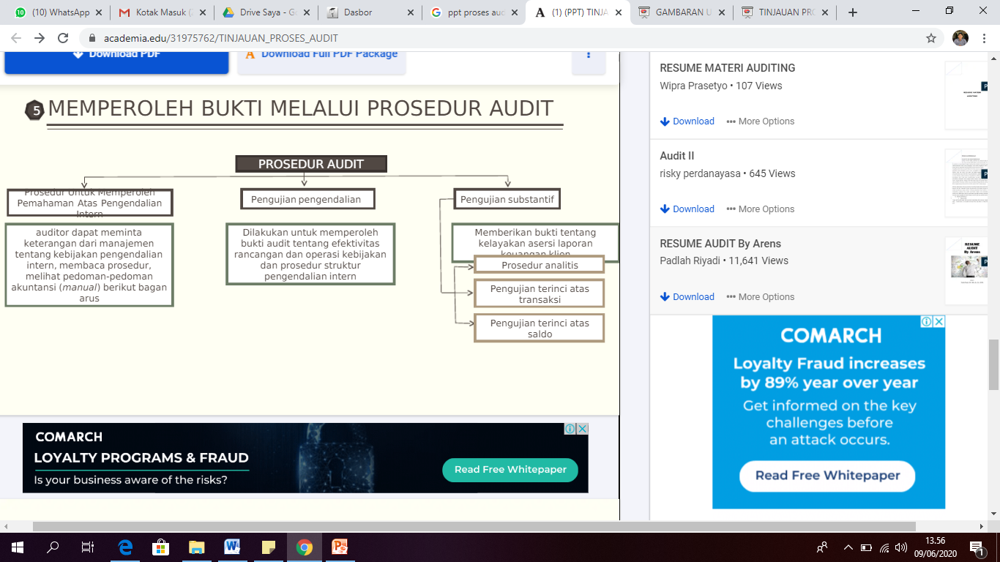 (10) WhatsApp
Kotak Masuk (
Drive Saya - G
Dasbor
ppt proses au
(1) (PPT) TINJA
GAMBARAN U
TINJAUAN PRO
academia.edu/31975762/TINJAUAN_PROSES_AUDIT
Download PDF
Download Full PDF Package
5 MEMPEROLEH BUKTI MELALUI PROSEDUR AUDIT
PROSEDUR AUDIT
Prosedur Untuk Memperoleh
Pemahaman Atas Pengendalian
Intern
auditor dapat meminta
keterangan dari manajemen
tentang kebijakan pengendalian
intern, membaca prosedur,
melihat pedoman-pedoman
akuntansi (manual) berikut bagan
arus
Pengujian pengendalian
Dilakukan untuk memperoleh
bukti audit tentang efektivitas
rancangan dan operasi kebijakan
dan prosedur struktur
pengendalian intern
Pengujian substantif
Memberikan bukti tentang
kelayakan asersi laporan
keuangan klien
Prosedur analitis
Pengujian terinci atas
transaksi
Pengujian terinci atas
saldo
COMARCH
LOYALTY PROGRAMS & FRAUD
Is your business aware of the risks?
Read Free Whitepaper
RESUME MATERI AUDITING
Wipra Prasetyo • 107 Views
Download ••• More Options
Audit II
risky perdanayasa • 645 Views
Download ••• More Options
RESUME AUDIT By Arens
Padlah Riyadi • 11,641 Views
Download ••• More Options
RESUME
AUDIT
By Arens
COMARCH
Loyalty Fraud increases
by 89% year over year
Get informed on the key
challenges before
an attack occurs.
Read Free Whitepaper
13.56
09/06/2020
1